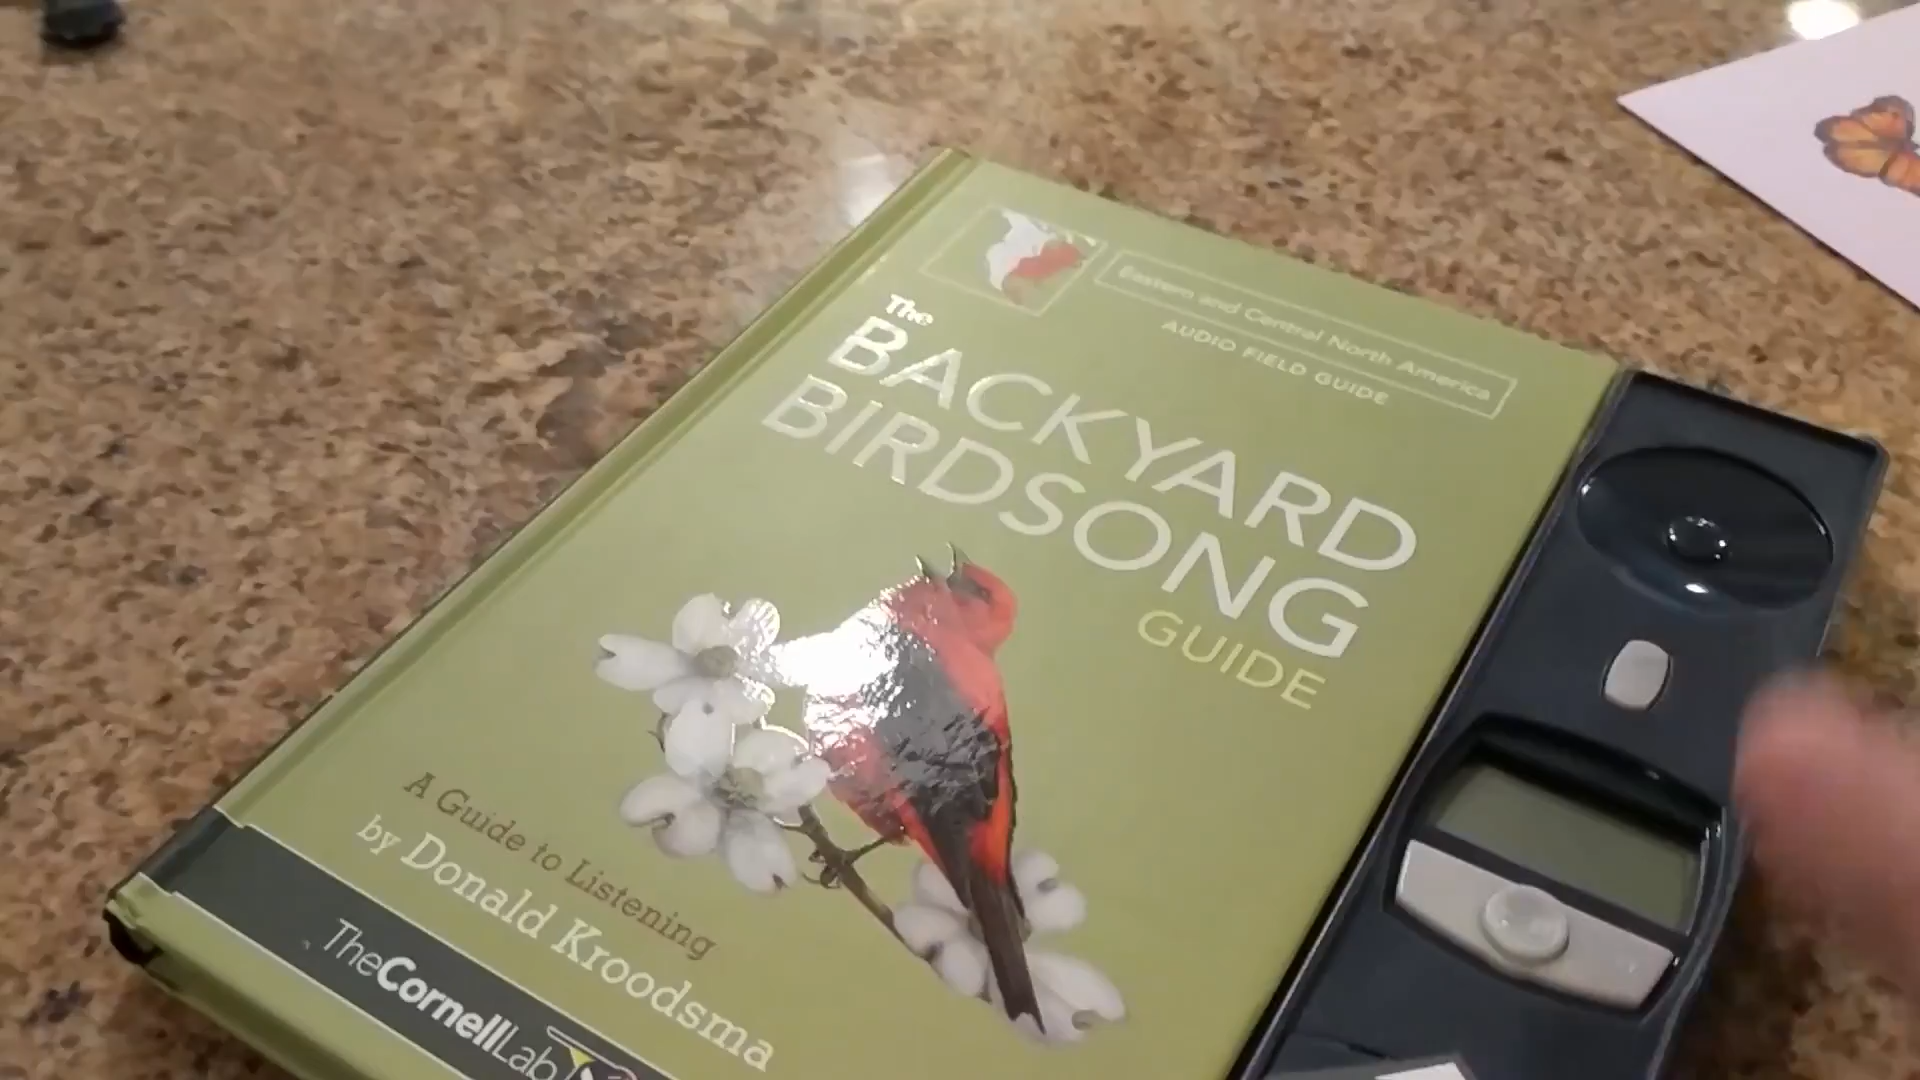 Eastern and Central North America
AUDIO FIELD GUIDE
The
BACKYARD
BIRDSONG
GUIDE
A Guide to Listening
by Donald Kroodsma
TheCornellLab